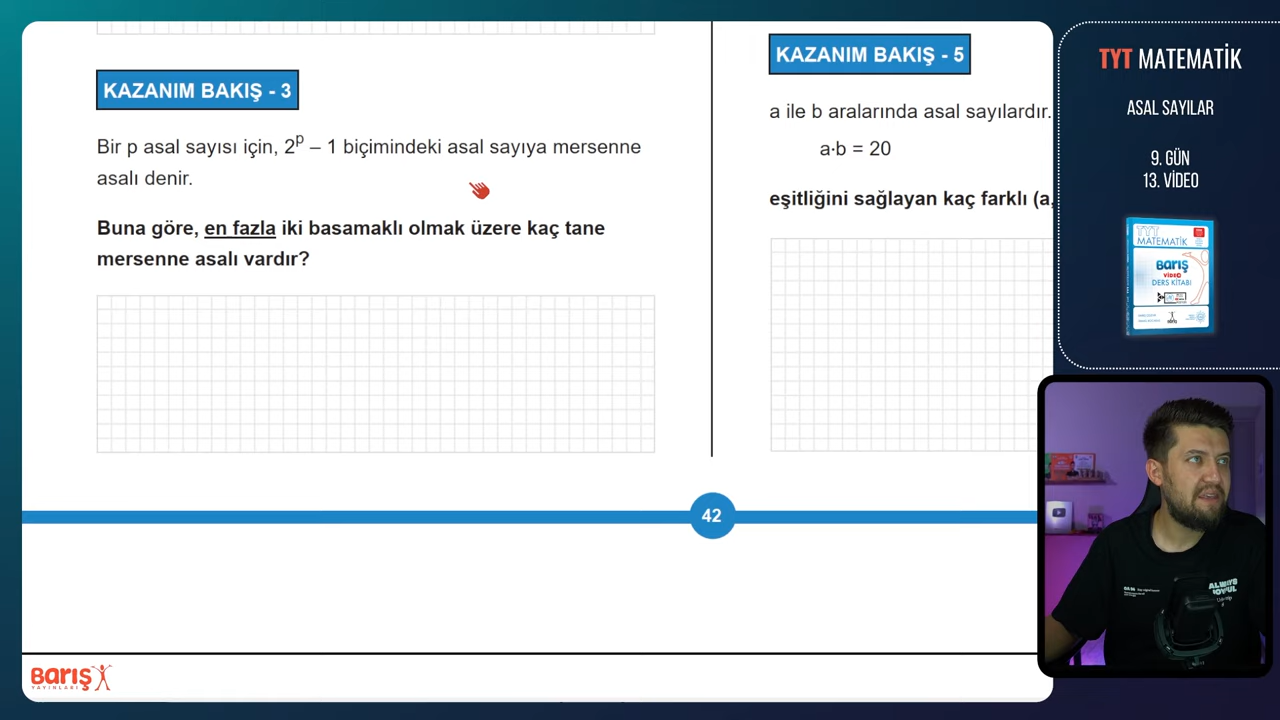 KAZANIM BAKIŞ - 3
Bir p asal sayısı için, 2^p – 1 biçimindeki asal sayıya mersenne
asalı denir.
Buna göre, en fazla iki basamaklı olmak üzere kaç tane
mersenne asalı vardır?
KAZANIM BAKIŞ - 5
a ile b aralarında asal sayılardır.
a·b = 20
eşitliğini sağlayan kaç farklı (a,
42
BARIŞ
YAYINLARI
TYT MATEMATİK
ASAL SAYILAR
9. GÜN
13. VİDEO
TYT
MATEMATİK
BARIŞ
VİDEO
DERS KİTABI
ALWAYS